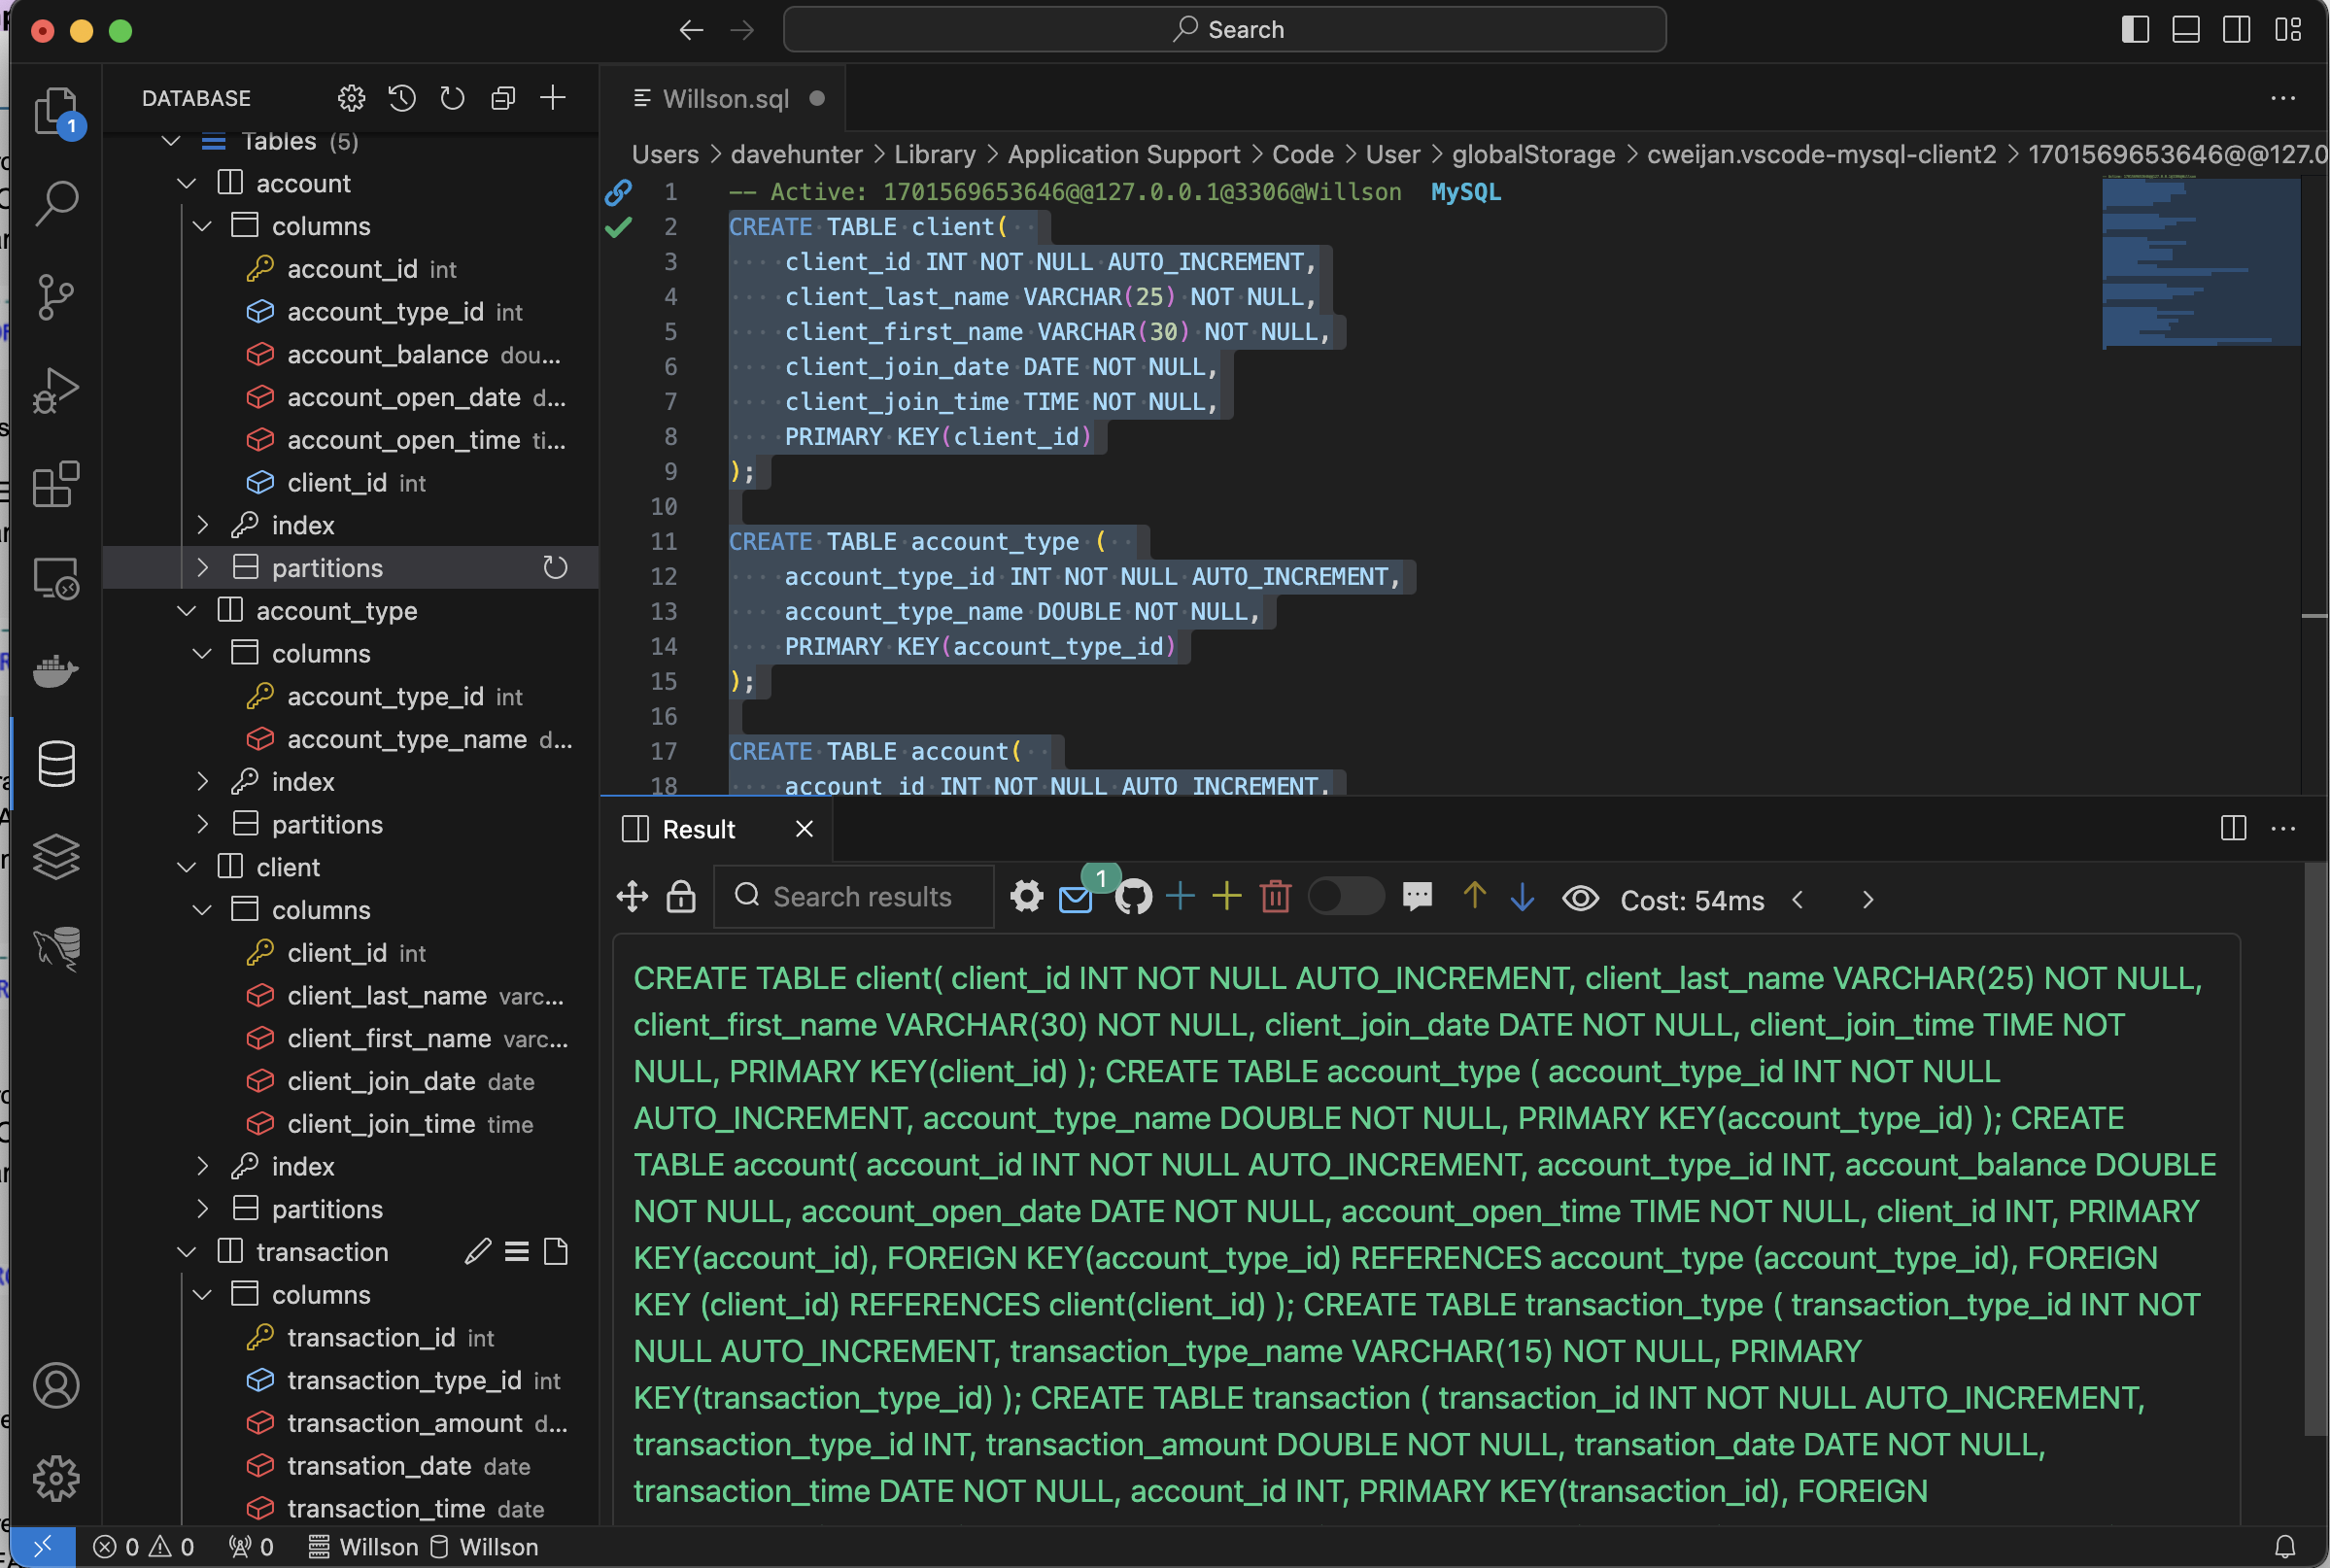 Search
DATABASE
Willson.sql
1
Users > davehunter > Library > Application Support > Code > User > globalStorage > cweijan.vscode-mysql-client2 > 1701569653646@@127.0
Tables (5)
account
columns
account_id int
account_type_id int
account_balance dou...
account_open_date d...
account_open_time ti...
client_id int
index
partitions
account_type
columns
account_type_id int
account_type_name d...
index
partitions
client
columns
client_id int
client_last_name varc...
client_first_name varc...
client_join_date date
client_join_time time
index
partitions
transaction
columns
transaction_id int
transaction_type_id int
transaction_amount d...
transation_date date
transaction_time date
1 -- Active: 1701569653646@@127.0.0.1@3306@Willson MySQL
2 CREATE TABLE client(
3 client_id INT NOT NULL AUTO_INCREMENT,
4 client_last_name VARCHAR(25) NOT NULL,
5 client_first_name VARCHAR(30) NOT NULL,
6 client_join_date DATE NOT NULL,
7 client_join_time TIME NOT NULL,
8 PRIMARY KEY(client_id)
9 );
10
11 CREATE TABLE account_type (
12 account_type_id INT NOT NULL AUTO_INCREMENT,
13 account_type_name DOUBLE NOT NULL,
14 PRIMARY KEY(account_type_id)
15 );
16
17 CREATE TABLE account(
18 account_id INT NOT NULL AUTO_INCREMENT,
Result
Search results
1
Cost: 54ms
CREATE TABLE client( client_id INT NOT NULL AUTO_INCREMENT, client_last_name VARCHAR(25) NOT NULL,
client_first_name VARCHAR(30) NOT NULL, client_join_date DATE NOT NULL, client_join_time TIME NOT
NULL, PRIMARY KEY(client_id) ); CREATE TABLE account_type ( account_type_id INT NOT NULL
AUTO_INCREMENT, account_type_name DOUBLE NOT NULL, PRIMARY KEY(account_type_id) ); CREATE
TABLE account( account_id INT NOT NULL AUTO_INCREMENT, account_type_id INT, account_balance DOUBLE
NOT NULL, account_open_date DATE NOT NULL, account_open_time TIME NOT NULL, client_id INT, PRIMARY
KEY(account_id), FOREIGN KEY(account_type_id) REFERENCES account_type (account_type_id), FOREIGN
KEY (client_id) REFERENCES client(client_id) ); CREATE TABLE transaction_type ( transaction_type_id INT NOT
NULL AUTO_INCREMENT, transaction_type_name VARCHAR(15) NOT NULL, PRIMARY
KEY(transaction_type_id) ); CREATE TABLE transaction ( transaction_id INT NOT NULL AUTO_INCREMENT,
transaction_type_id INT, transaction_amount DOUBLE NOT NULL, transation_date DATE NOT NULL,
transaction_time DATE NOT NULL, account_id INT, PRIMARY KEY(transaction_id), FOREIGN
0 0 0 Willson Willson